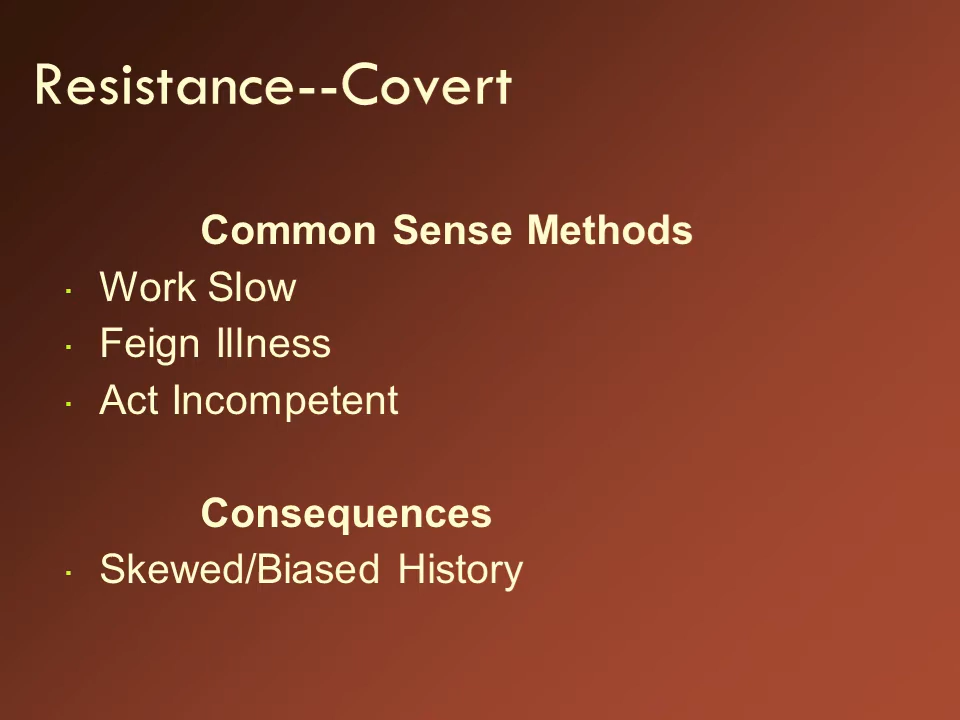 Resistance--Covert
Common Sense Methods
· Work Slow
· Feign Illness
· Act Incompetent
Consequences
· Skewed/Biased History